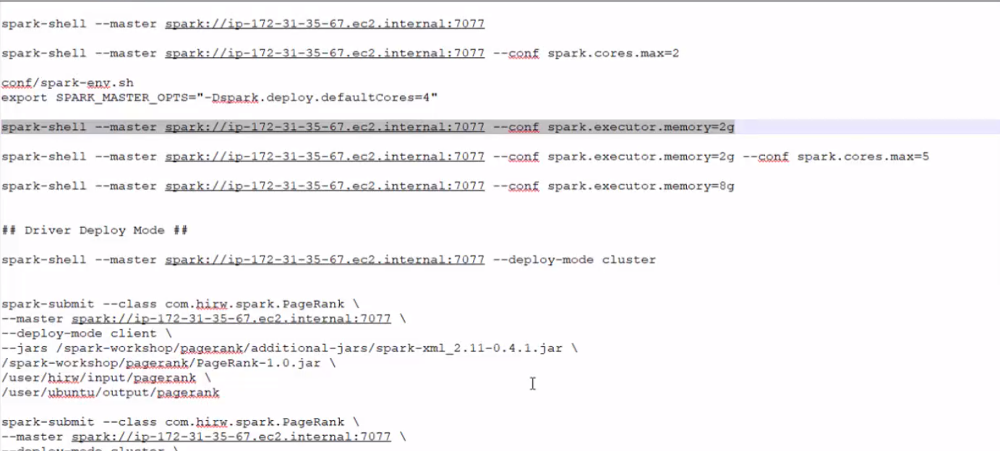 spark-shell --master spark://ip-172-31-35-67.ec2.internal:7077
spark-shell --master spark://ip-172-31-35-67.ec2.internal:7077 --conf spark.cores.max=2
conf/spark-env.sh
export SPARK_MASTER_OPTS="-Dspark.deploy.defaultCores=4"
spark-shell --master spark://ip-172-31-35-67.ec2.internal:7077 --conf spark.executor.memory=2g
spark-shell --master spark://ip-172-31-35-67.ec2.internal:7077 --conf spark.executor.memory=2g --conf spark.cores.max=5
spark-shell --master spark://ip-172-31-35-67.ec2.internal:7077 --conf spark.executor.memory=8g
## Driver Deploy Mode ##
spark-shell --master spark://ip-172-31-35-67.ec2.internal:7077 --deploy-mode cluster
spark-submit --class com.hirw.spark.PageRank \
--master spark://ip-172-31-35-67.ec2.internal:7077 \
--deploy-mode client \
--jars /spark-workshop/pagerank/additional-jars/spark-xml_2.11-0.4.1.jar \
/spark-workshop/pagerank/PageRank-1.0.jar \
/user/hirw/input/pagerank \
/user/ubuntu/output/pagerank
spark-submit --class com.hirw.spark.PageRank \
--master spark://ip-172-31-35-67.ec2.internal:7077 \
--deploy-mode cluster \